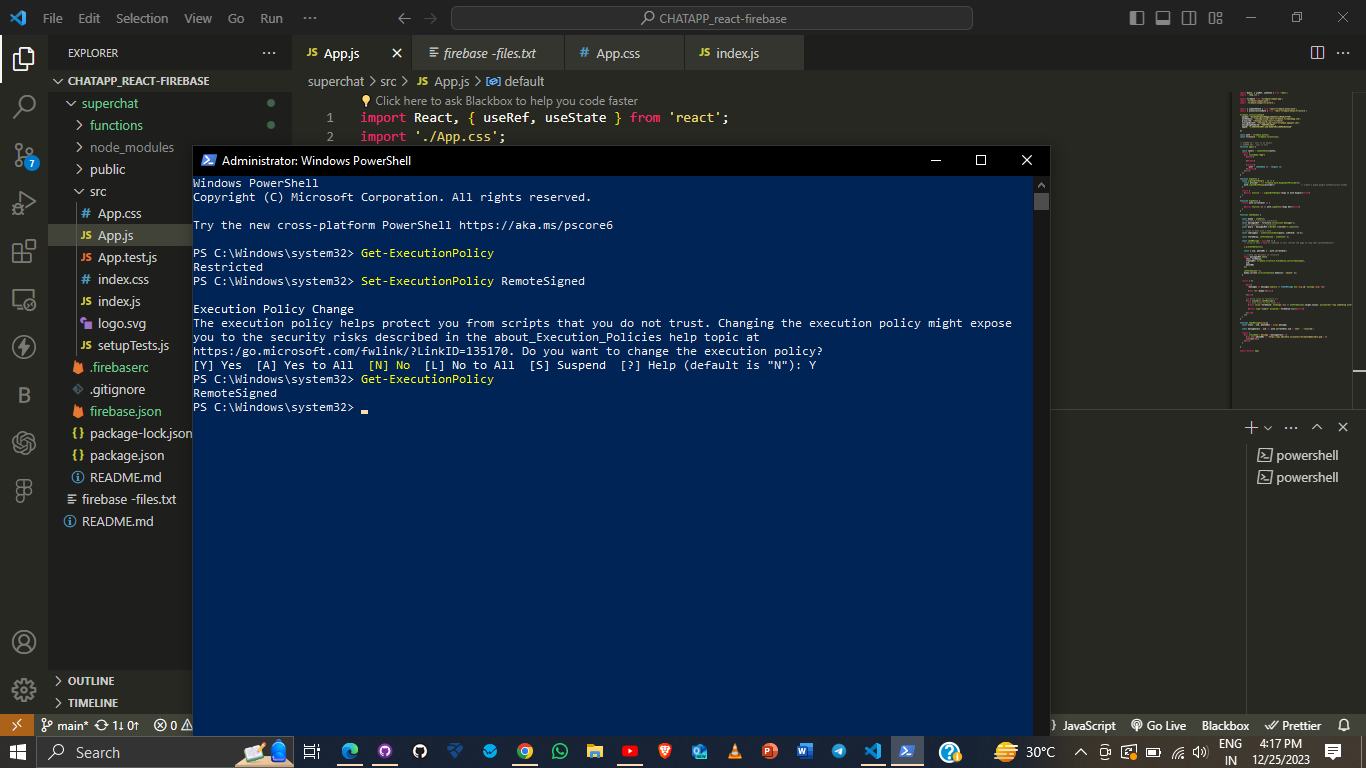 File Edit Selection View Go Run ··· CHATAPP_react-firebase
EXPLORER ···
CHATAPP_REACT-FIREBASE
superchat
functions
node_modules
public
src
# App.css
JS App.js
JS App.test.js
# index.css
JS index.js
logo.svg
JS setupTests.js
.firebaserc
.gitignore
firebase.json
{} package-lock.json
{} package.json
README.md
firebase -files.txt
README.md
OUTLINE
TIMELINE
7
B
JS App.js firebase -files.txt # App.css JS index.js ···
superchat > src > JS App.js > default
Click here to ask Blackbox to help you code faster
1 import React, { useRef, useState } from 'react';
2 import './App.css';
Administrator: Windows PowerShell
Windows PowerShell
Copyright (C) Microsoft Corporation. All rights reserved.
Try the new cross-platform PowerShell https://aka.ms/pscore6
PS C:\Windows\system32> Get-ExecutionPolicy
Restricted
PS C:\Windows\system32> Set-ExecutionPolicy RemoteSigned
Execution Policy Change
The execution policy helps protect you from scripts that you do not trust. Changing the execution policy might expose
you to the security risks described in the about_Execution_Policies help topic at
https:/go.microsoft.com/fwlink/?LinkID=135170. Do you want to change the execution policy?
[Y] Yes  [A] Yes to All  [N] No  [L] No to All  [S] Suspend  [?] Help (default is "N"): Y
PS C:\Windows\system32> Get-ExecutionPolicy
RemoteSigned
PS C:\Windows\system32>
powershell
powershell
main* 1↓ 0↑ 0 JavaScript Go Live Blackbox Prettier
Search 30°C ENG 4:17 PM
IN 12/25/2023